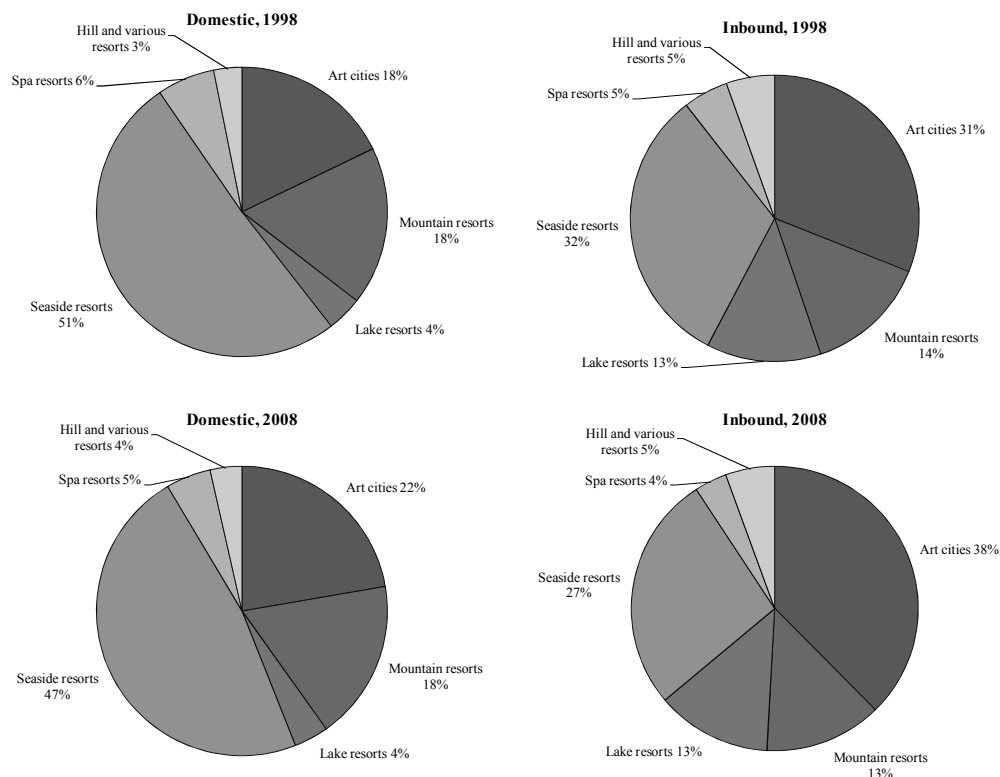 Domestic, 1998
Hill and various
resorts 3%
Spa resorts 6%
Art cities 18%
Mountain resorts
18%
Lake resorts 4%
Seaside resorts
51%
Inbound, 1998
Hill and various
resorts 5%
Spa resorts 5%
Art cities 31%
Seaside resorts
32%
Mountain resorts
14%
Lake resorts 13%
Domestic, 2008
Hill and various
resorts 4%
Spa resorts 5%
Art cities 22%
Mountain resorts
18%
Lake resorts 4%
Seaside resorts
47%
Inbound, 2008
Hill and various
resorts 5%
Spa resorts 4%
Art cities 38%
Seaside resorts
27%
Lake resorts 13%
Mountain resorts
13%